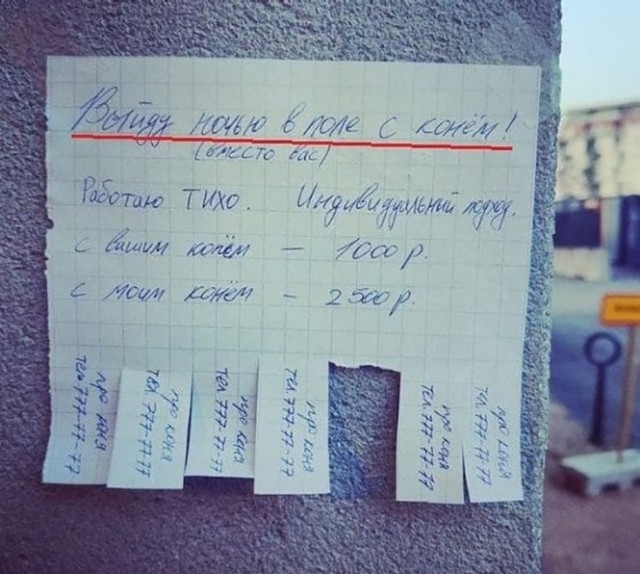 Выйду ночью в поле с конём!
(вместо вас)
Работаю тихо. Индивидуальный подход.
с вашим конём – 1000 р.
с моим конём – 2500 р.
про коня
тел. 777-77-77
про коня
тел. 777-77-77
про коня
тел. 777-77-77
про коня
тел. 777-77-77
про коня
тел. 777-77-77
про коня
тел. 777-77-77